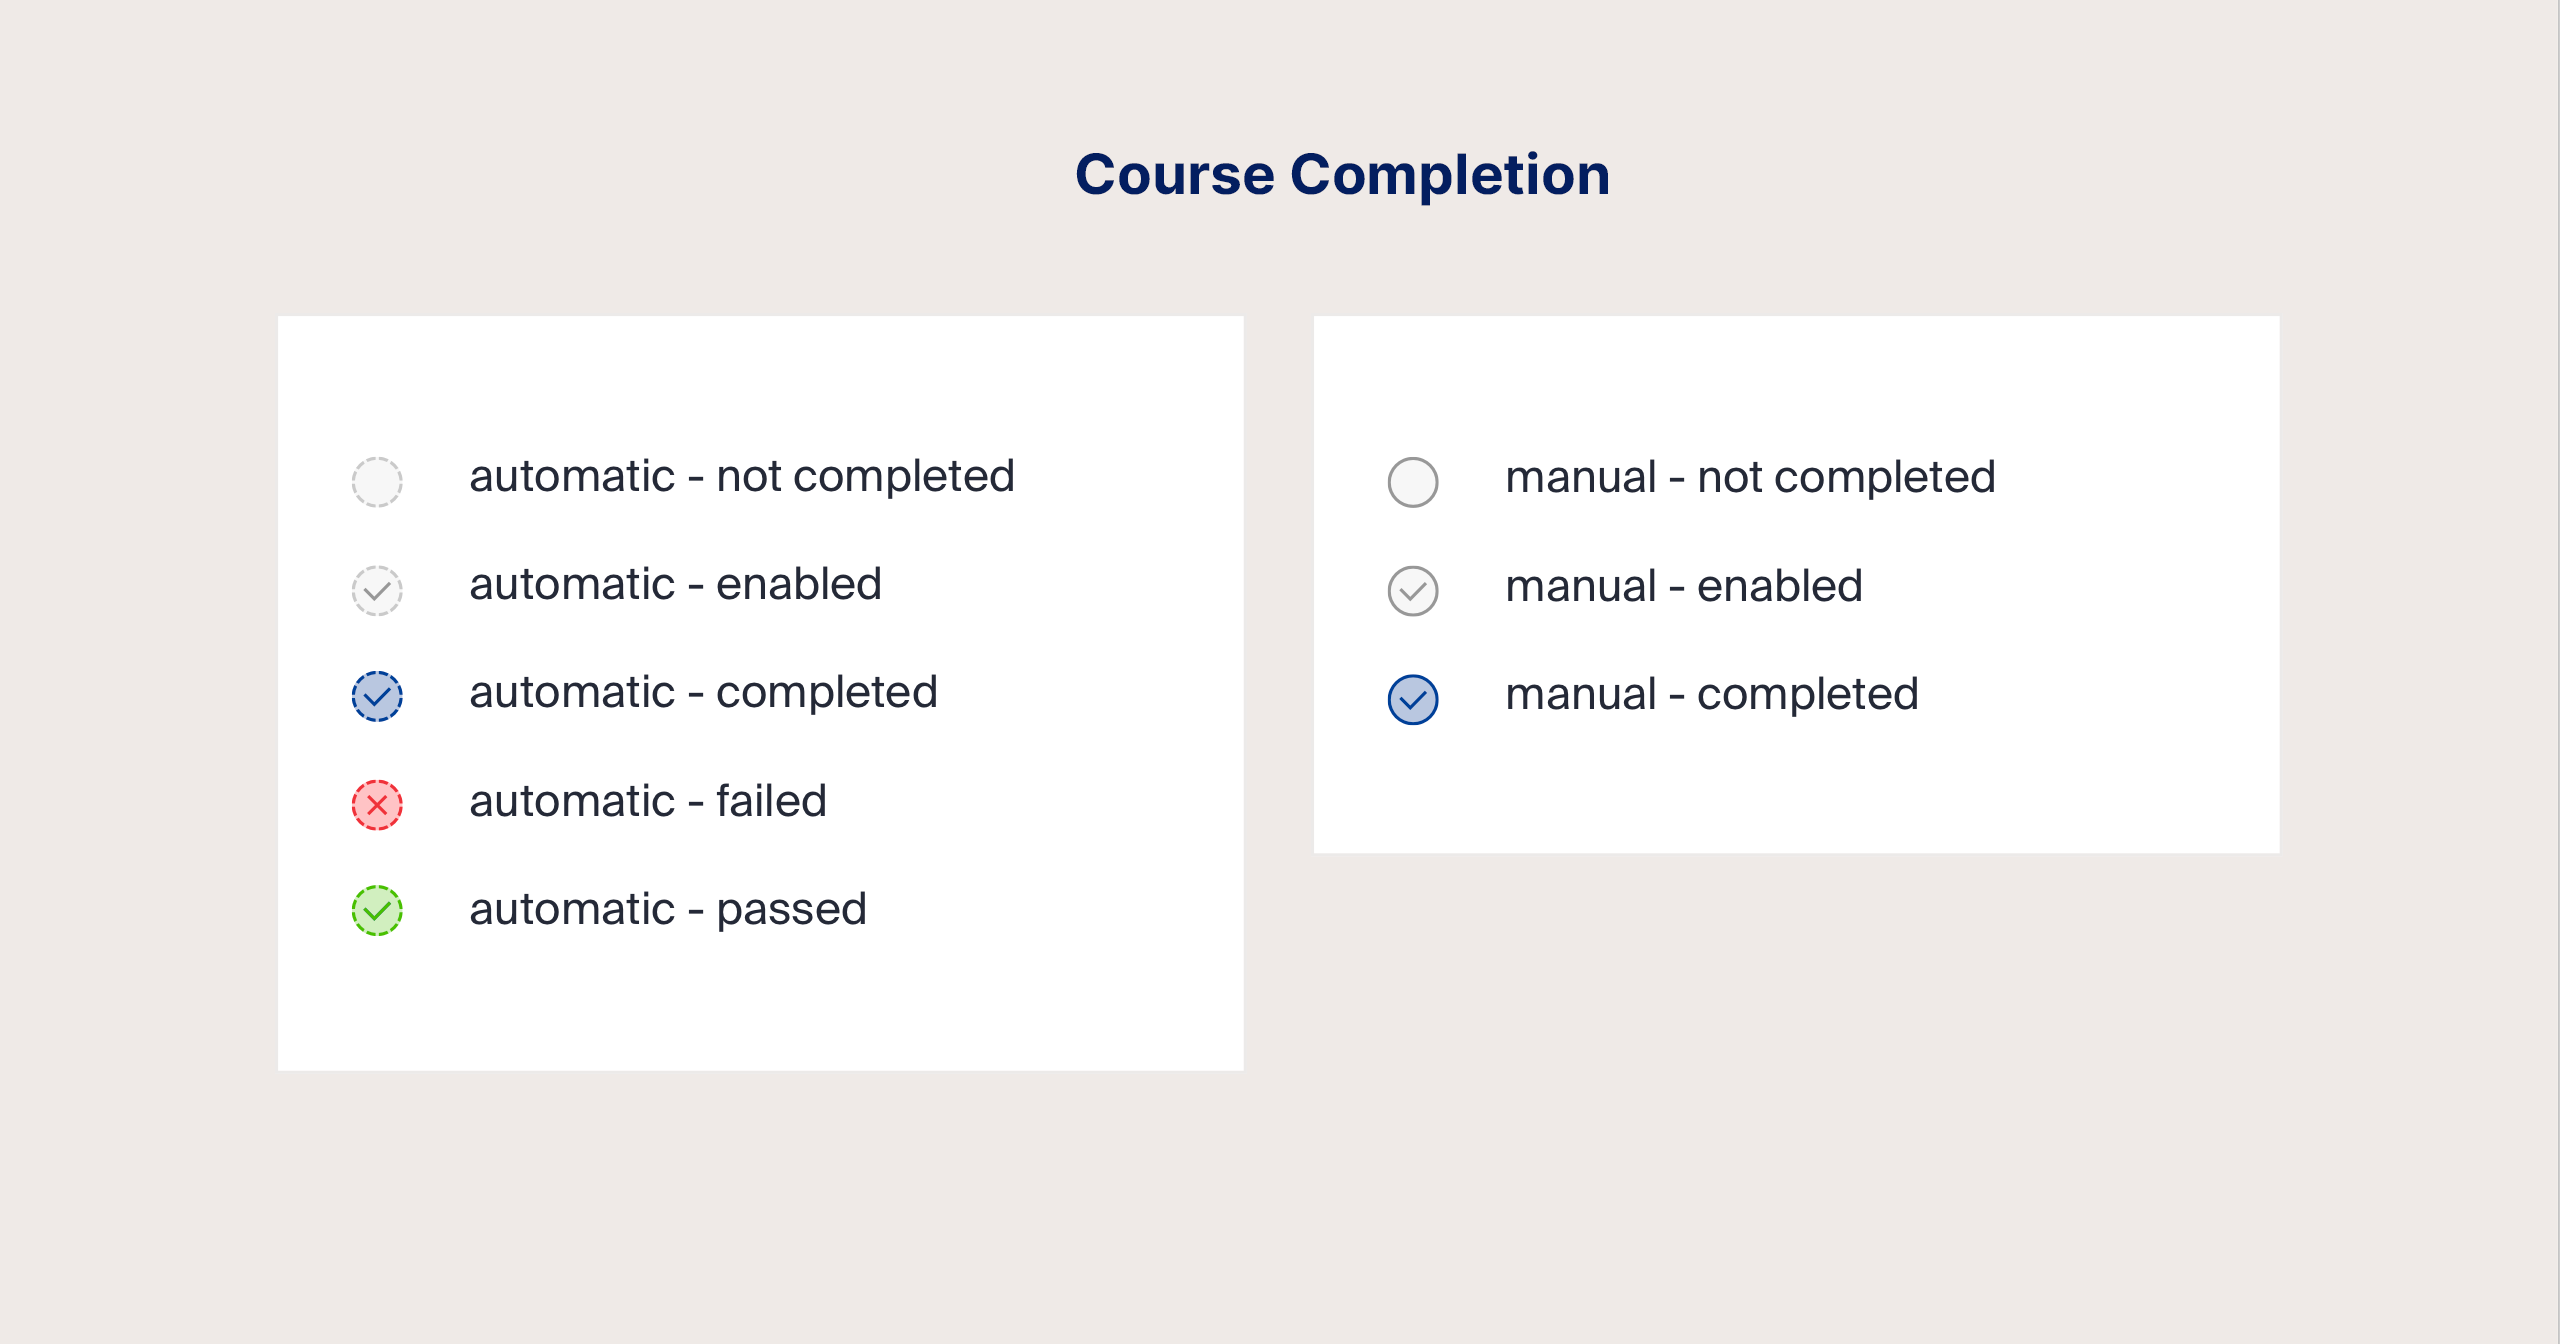 Course Completion
automatic - not completed
automatic - enabled
automatic - completed
automatic - failed
automatic - passed
manual - not completed
manual - enabled
manual - completed